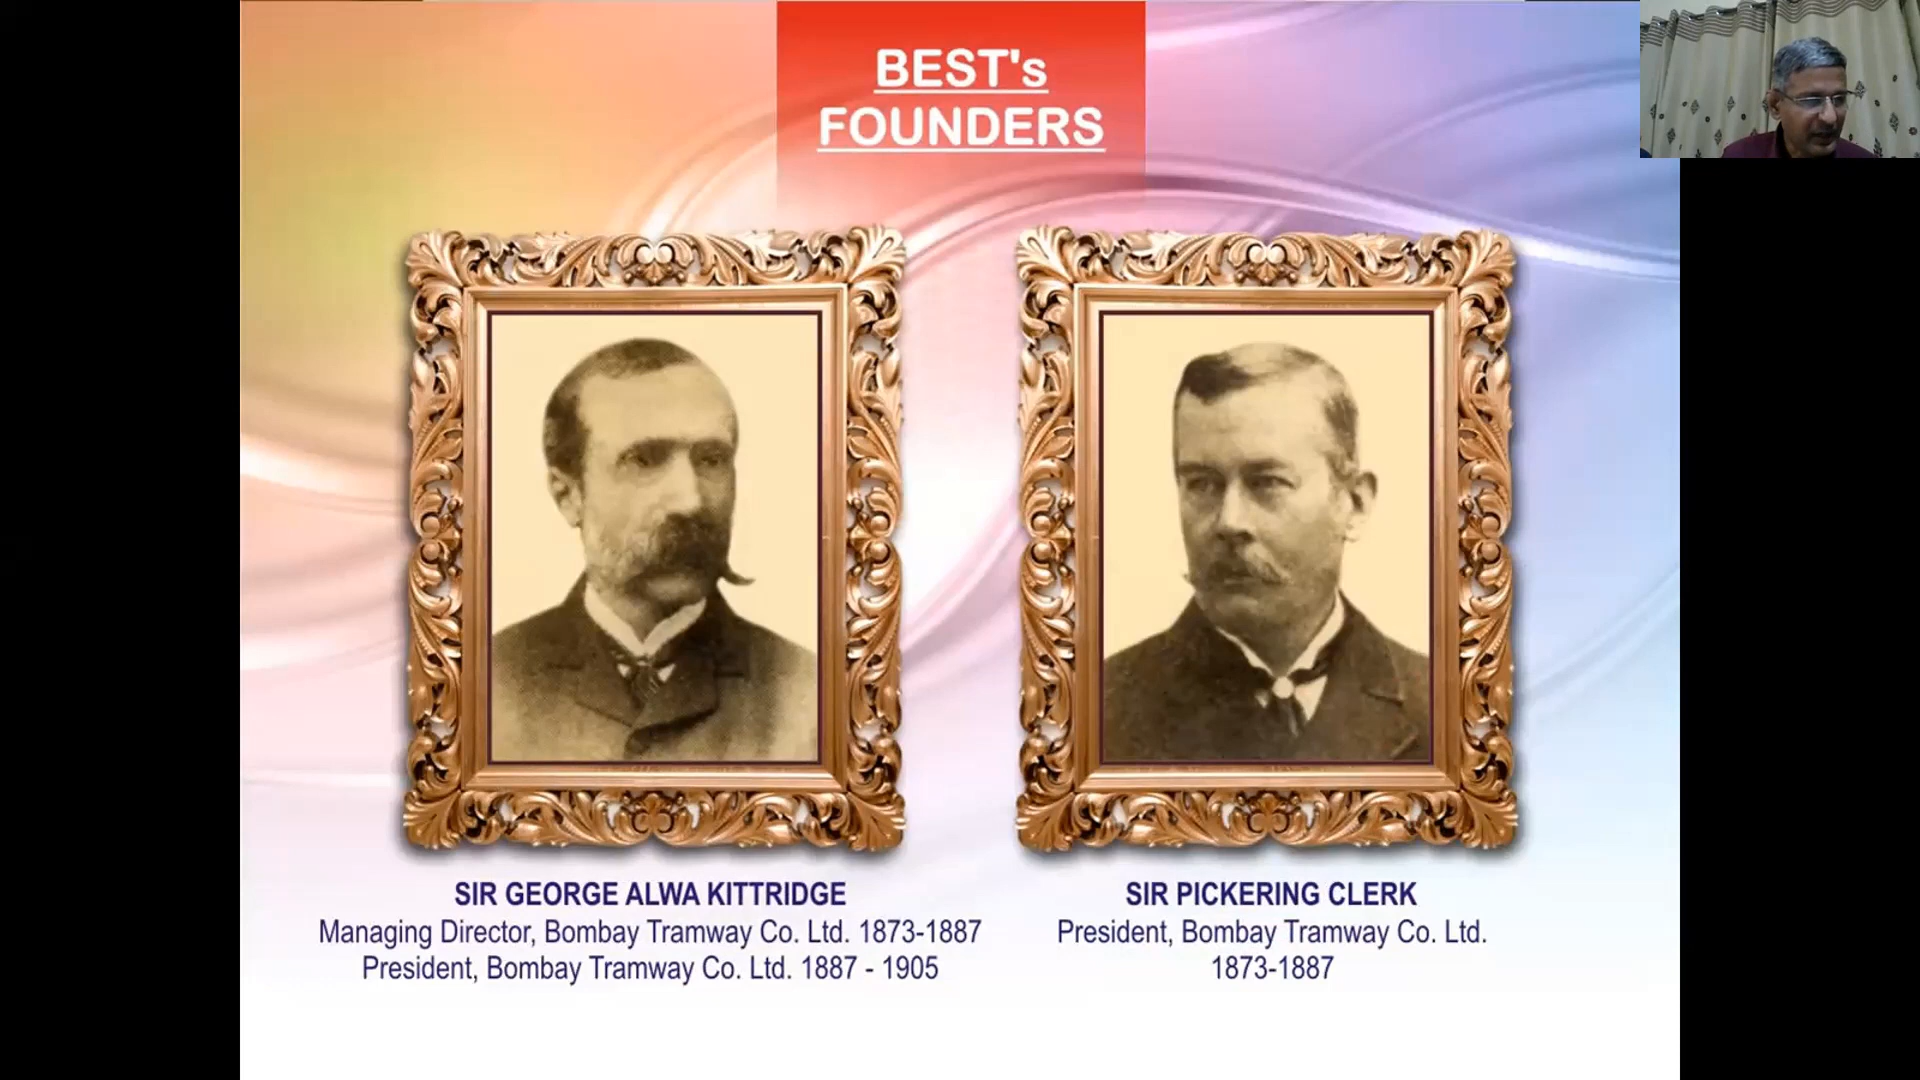 BEST's
FOUNDERS
SIR GEORGE ALWA KITTRIDGE
Managing Director, Bombay Tramway Co. Ltd. 1873-1887
President, Bombay Tramway Co. Ltd. 1887 - 1905
SIR PICKERING CLERK
President, Bombay Tramway Co. Ltd.
1873-1887